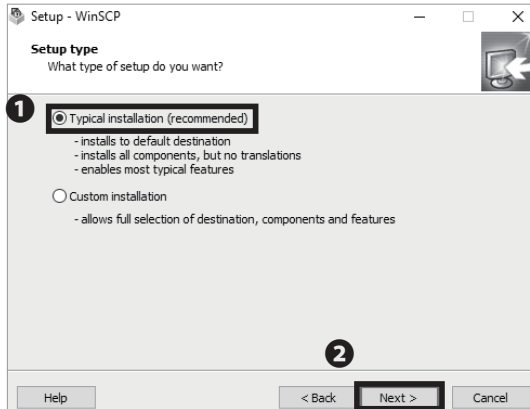 Setup - WinSCP
Setup type
What type of setup do you want?
1
Typical installation (recommended)
- installs to default destination
- installs all components, but no translations
- enables most typical features
Custom installation
- allows full selection of destination, components and features
2
Help < Back Next > Cancel